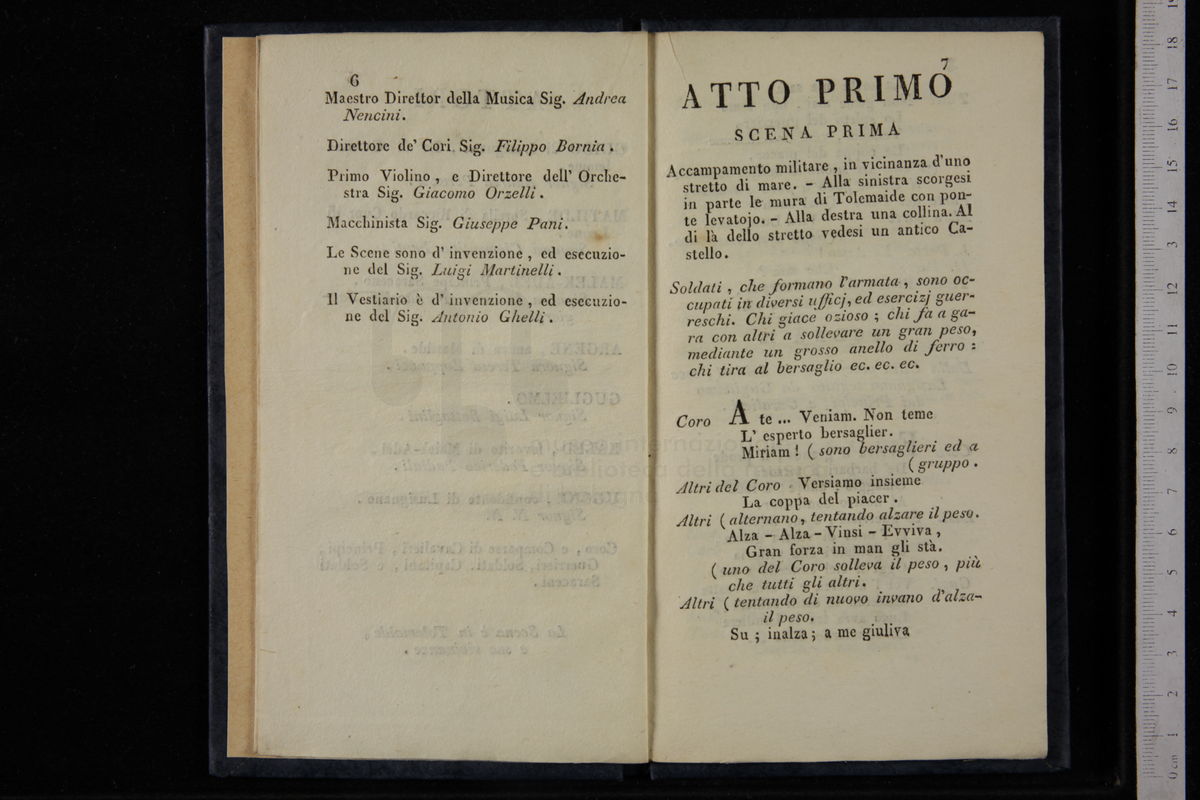 6
Maestro Direttor della Musica Sig. Andrea
Nencini.
Direttore de' Cori Sig. Filippo Bornia.
Primo Violino, e Direttore dell' Orche-
stra Sig. Giacomo Orzelli.
Macchinista Sig. Giuseppe Pani.
Le Scene sono d' invenzione, ed esecuzio-
ne del Sig. Luigi Martinelli.
Il Vestiario è d' invenzione, ed esecuzio-
ne del Sig. Antonio Ghelli.
7
ATTO PRIMO
SCENA PRIMA
Accampamento militare, in vicinanza d'uno
stretto di mare. - Alla sinistra scorgesi
in parte le mura di Tolemaide con pon-
te levatojo. - Alla destra una collina. Al
di là dello stretto vedesi un antico Ca-
stello.
Soldati, che formano l'armata, sono oc-
cupati in diversi ufficj, ed esercizj guer-
reschi. Chi giace ozioso; chi fa a ga-
ra con altri a sollevare un gran peso,
mediante un grosso anello di ferro:
chi tira al bersaglio ec. ec. ec.
Coro A te ... Veniam. Non teme
L' esperto bersaglier.
Miriam! ( sono bersaglieri ed a
( gruppo.
Altri del Coro Versiamo insieme
La coppa del piacer.
Altri ( alternano, tentando alzare il peso.
Alza - Alza - Vinsi - Evviva,
Gran forza in man gli stà.
( uno del Coro solleva il peso, più
che tutti gli altri.
Altri ( tentando di nuovo invano d'alza-
il peso.
Su; inalza; a me giuliva